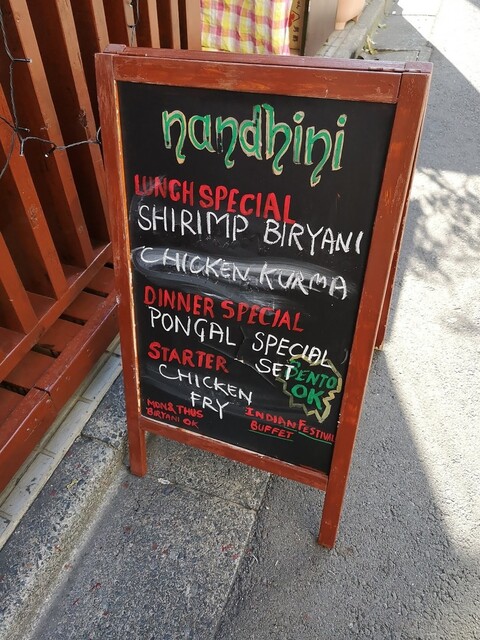 nandhini
LUNCH SPECIAL
SHIRIMP BIRYANI
CHICKEN KURMA
DINNER SPECIAL
PONGAL SPECIAL
SET
STARTER
BENTO
OK
CHICKEN
FRY
MON & THUS
BIRYANI OK
INDIAN FESTIVAL
BUFFET